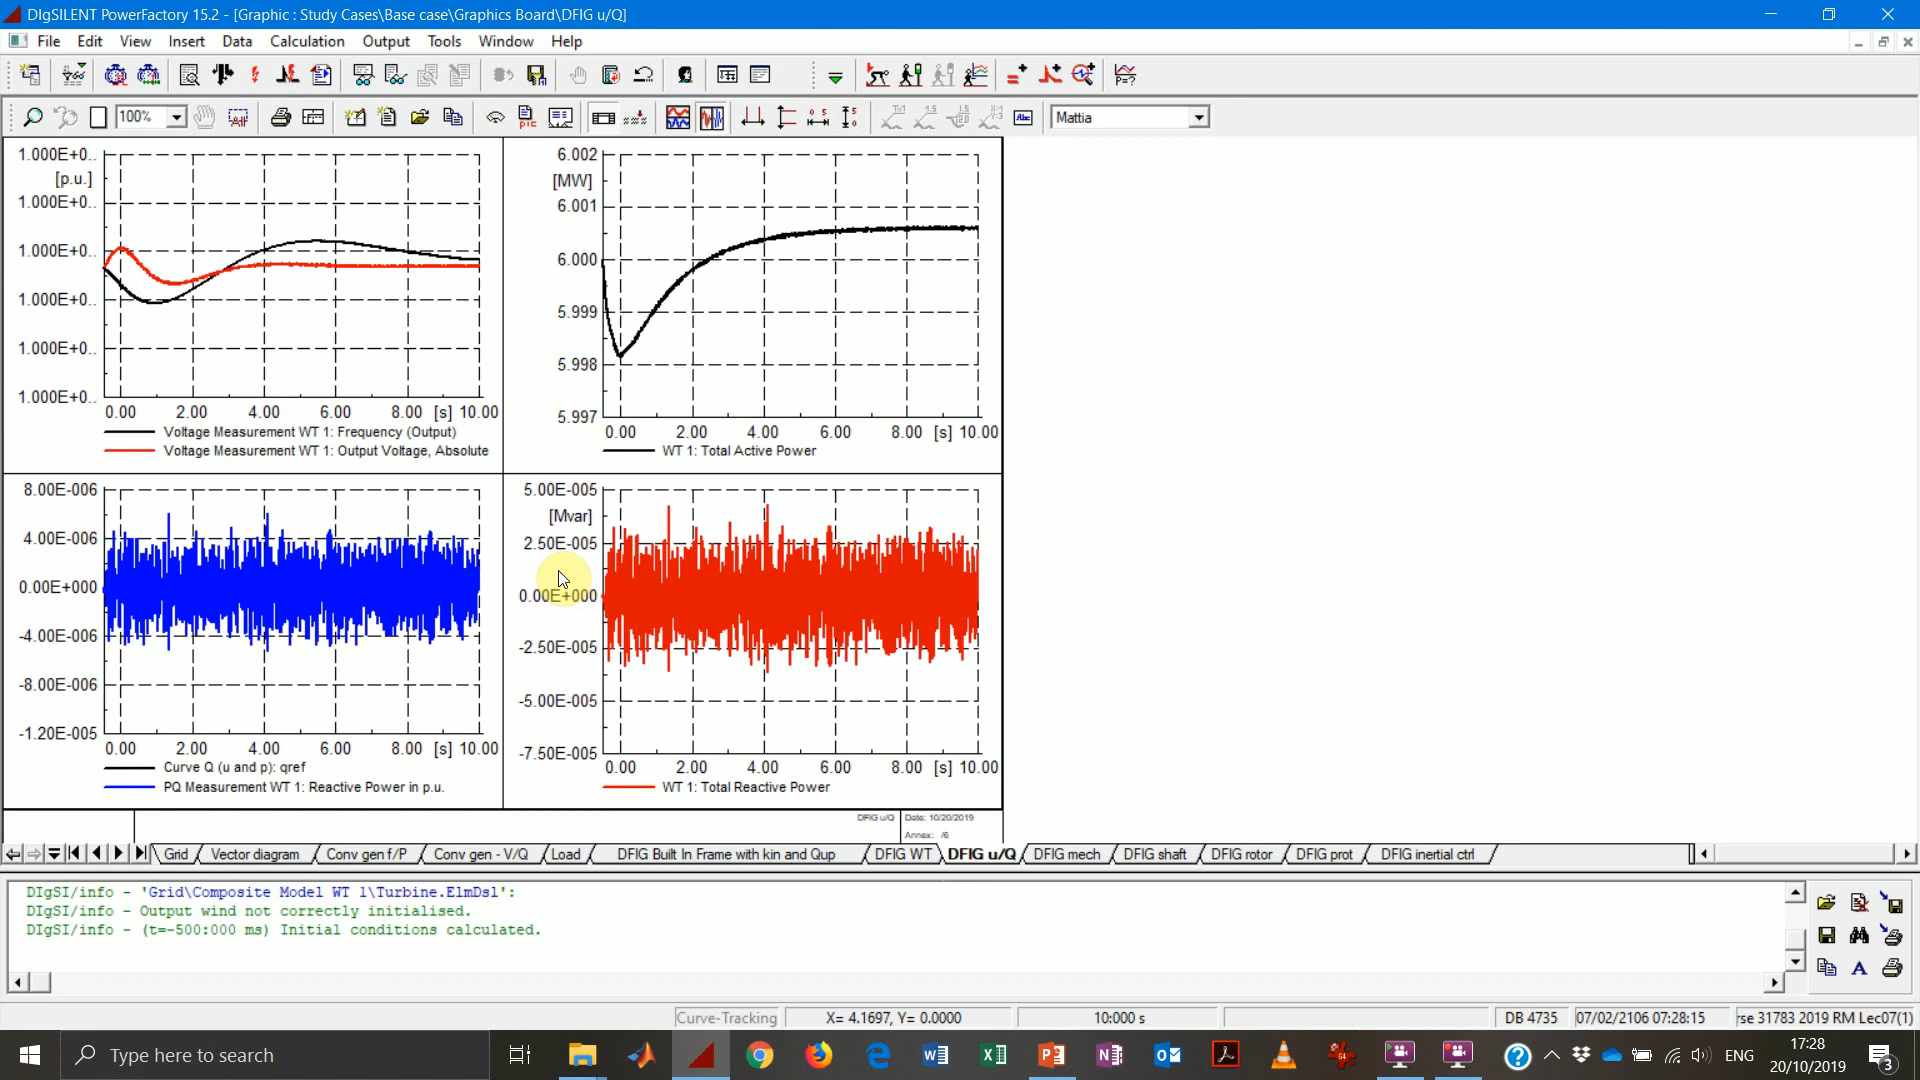 DIgSILENT PowerFactory 15.2 - [Graphic : Study Cases\Base case\Graphics Board\DFIG u/Q]
File Edit View Insert Data Calculation Output Tools Window Help
100% Mattia
1.000E+0..
[p.u.]
1.000E+0..
1.000E+0..
1.000E+0..
1.000E+0..
1.000E+0..
0.00 2.00 4.00 6.00 8.00 [s] 10.00
Voltage Measurement WT 1: Frequency (Output)
Voltage Measurement WT 1: Output Voltage, Absolute
6.002
[MW]
6.001
6.000
5.999
5.998
5.997
0.00 2.00 4.00 6.00 8.00 [s] 10.00
WT 1: Total Active Power
8.00E-006
4.00E-006
0.00E+000
-4.00E-006
-8.00E-006
-1.20E-005
0.00 2.00 4.00 6.00 8.00 [s] 10.00
Curve Q (u and p): qref
PQ Measurement WT 1: Reactive Power in p.u.
5.00E-005
[Mvar]
2.50E-005
0.00E+000
-2.50E-005
-5.00E-005
-7.50E-005
0.00 2.00 4.00 6.00 8.00 [s] 10.00
WT 1: Total Reactive Power
DFIG u/Q Date: 10/20/2019
Annex: /6
Grid Vector diagram Conv gen f/P Conv gen - V/Q Load DFIG Built In Frame with kin and Qup DFIG WT DFIG u/Q DFIG mech DFIG shaft DFIG rotor DFIG prot DFIG inertial ctrl
DIgSI/info - 'Grid\Composite Model WT 1\Turbine.ElmDsl':
DIgSI/info - Output wind not correctly initialised.
DIgSI/info - (t=-500:000 ms) Initial conditions calculated.
Curve-Tracking X= 4.1697, Y= 0.0000 10:000 s DB 4735 07/02/2106 07:28:15 rse 31783 2019 RM Lec07(1)
Type here to search
ENG
17:28
20/10/2019
3